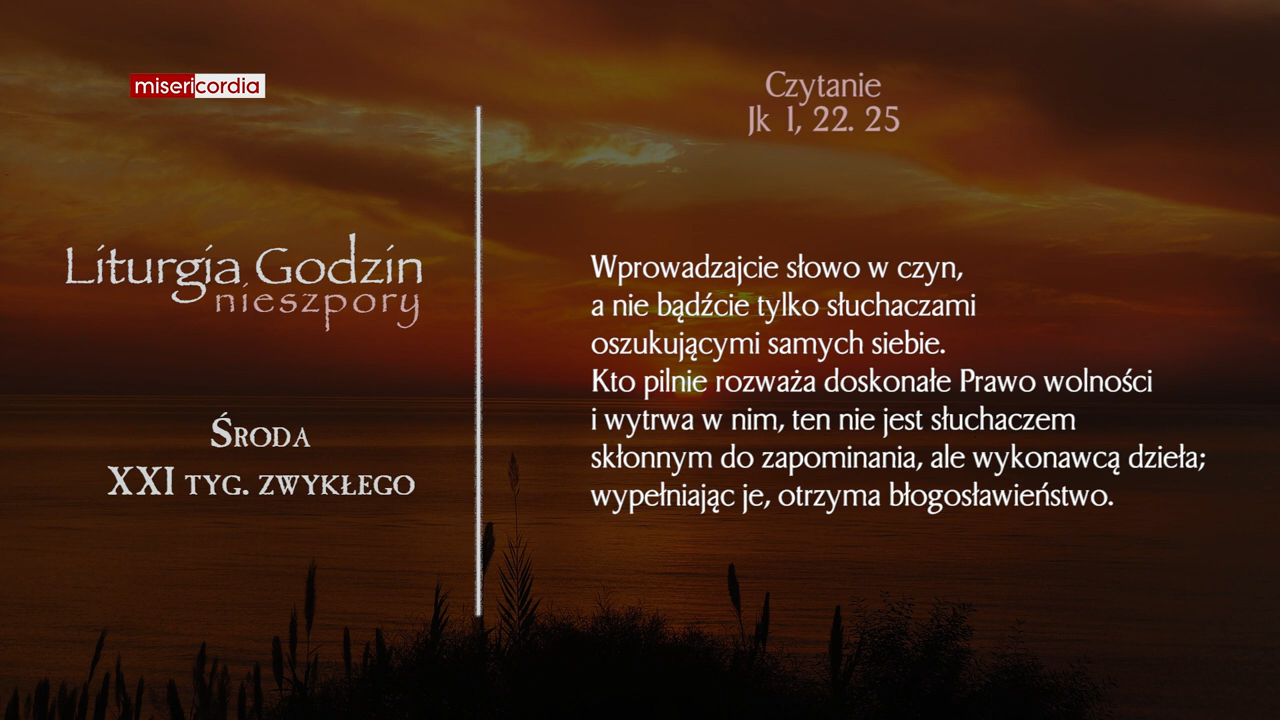 misericordia
Liturgia Godzin
nieszpory
Środa
XXI tyg. zwykłego
Czytanie
Jk 1, 22. 25
Wprowadzajcie słowo w czyn,
a nie bądźcie tylko słuchaczami
oszukującymi samych siebie.
Kto pilnie rozważa doskonałe Prawo wolności
i wytrwa w nim, ten nie jest słuchaczem
skłonnym do zapominania, ale wykonawcą dzieła;
wypełniając je, otrzyma błogosławieństwo.